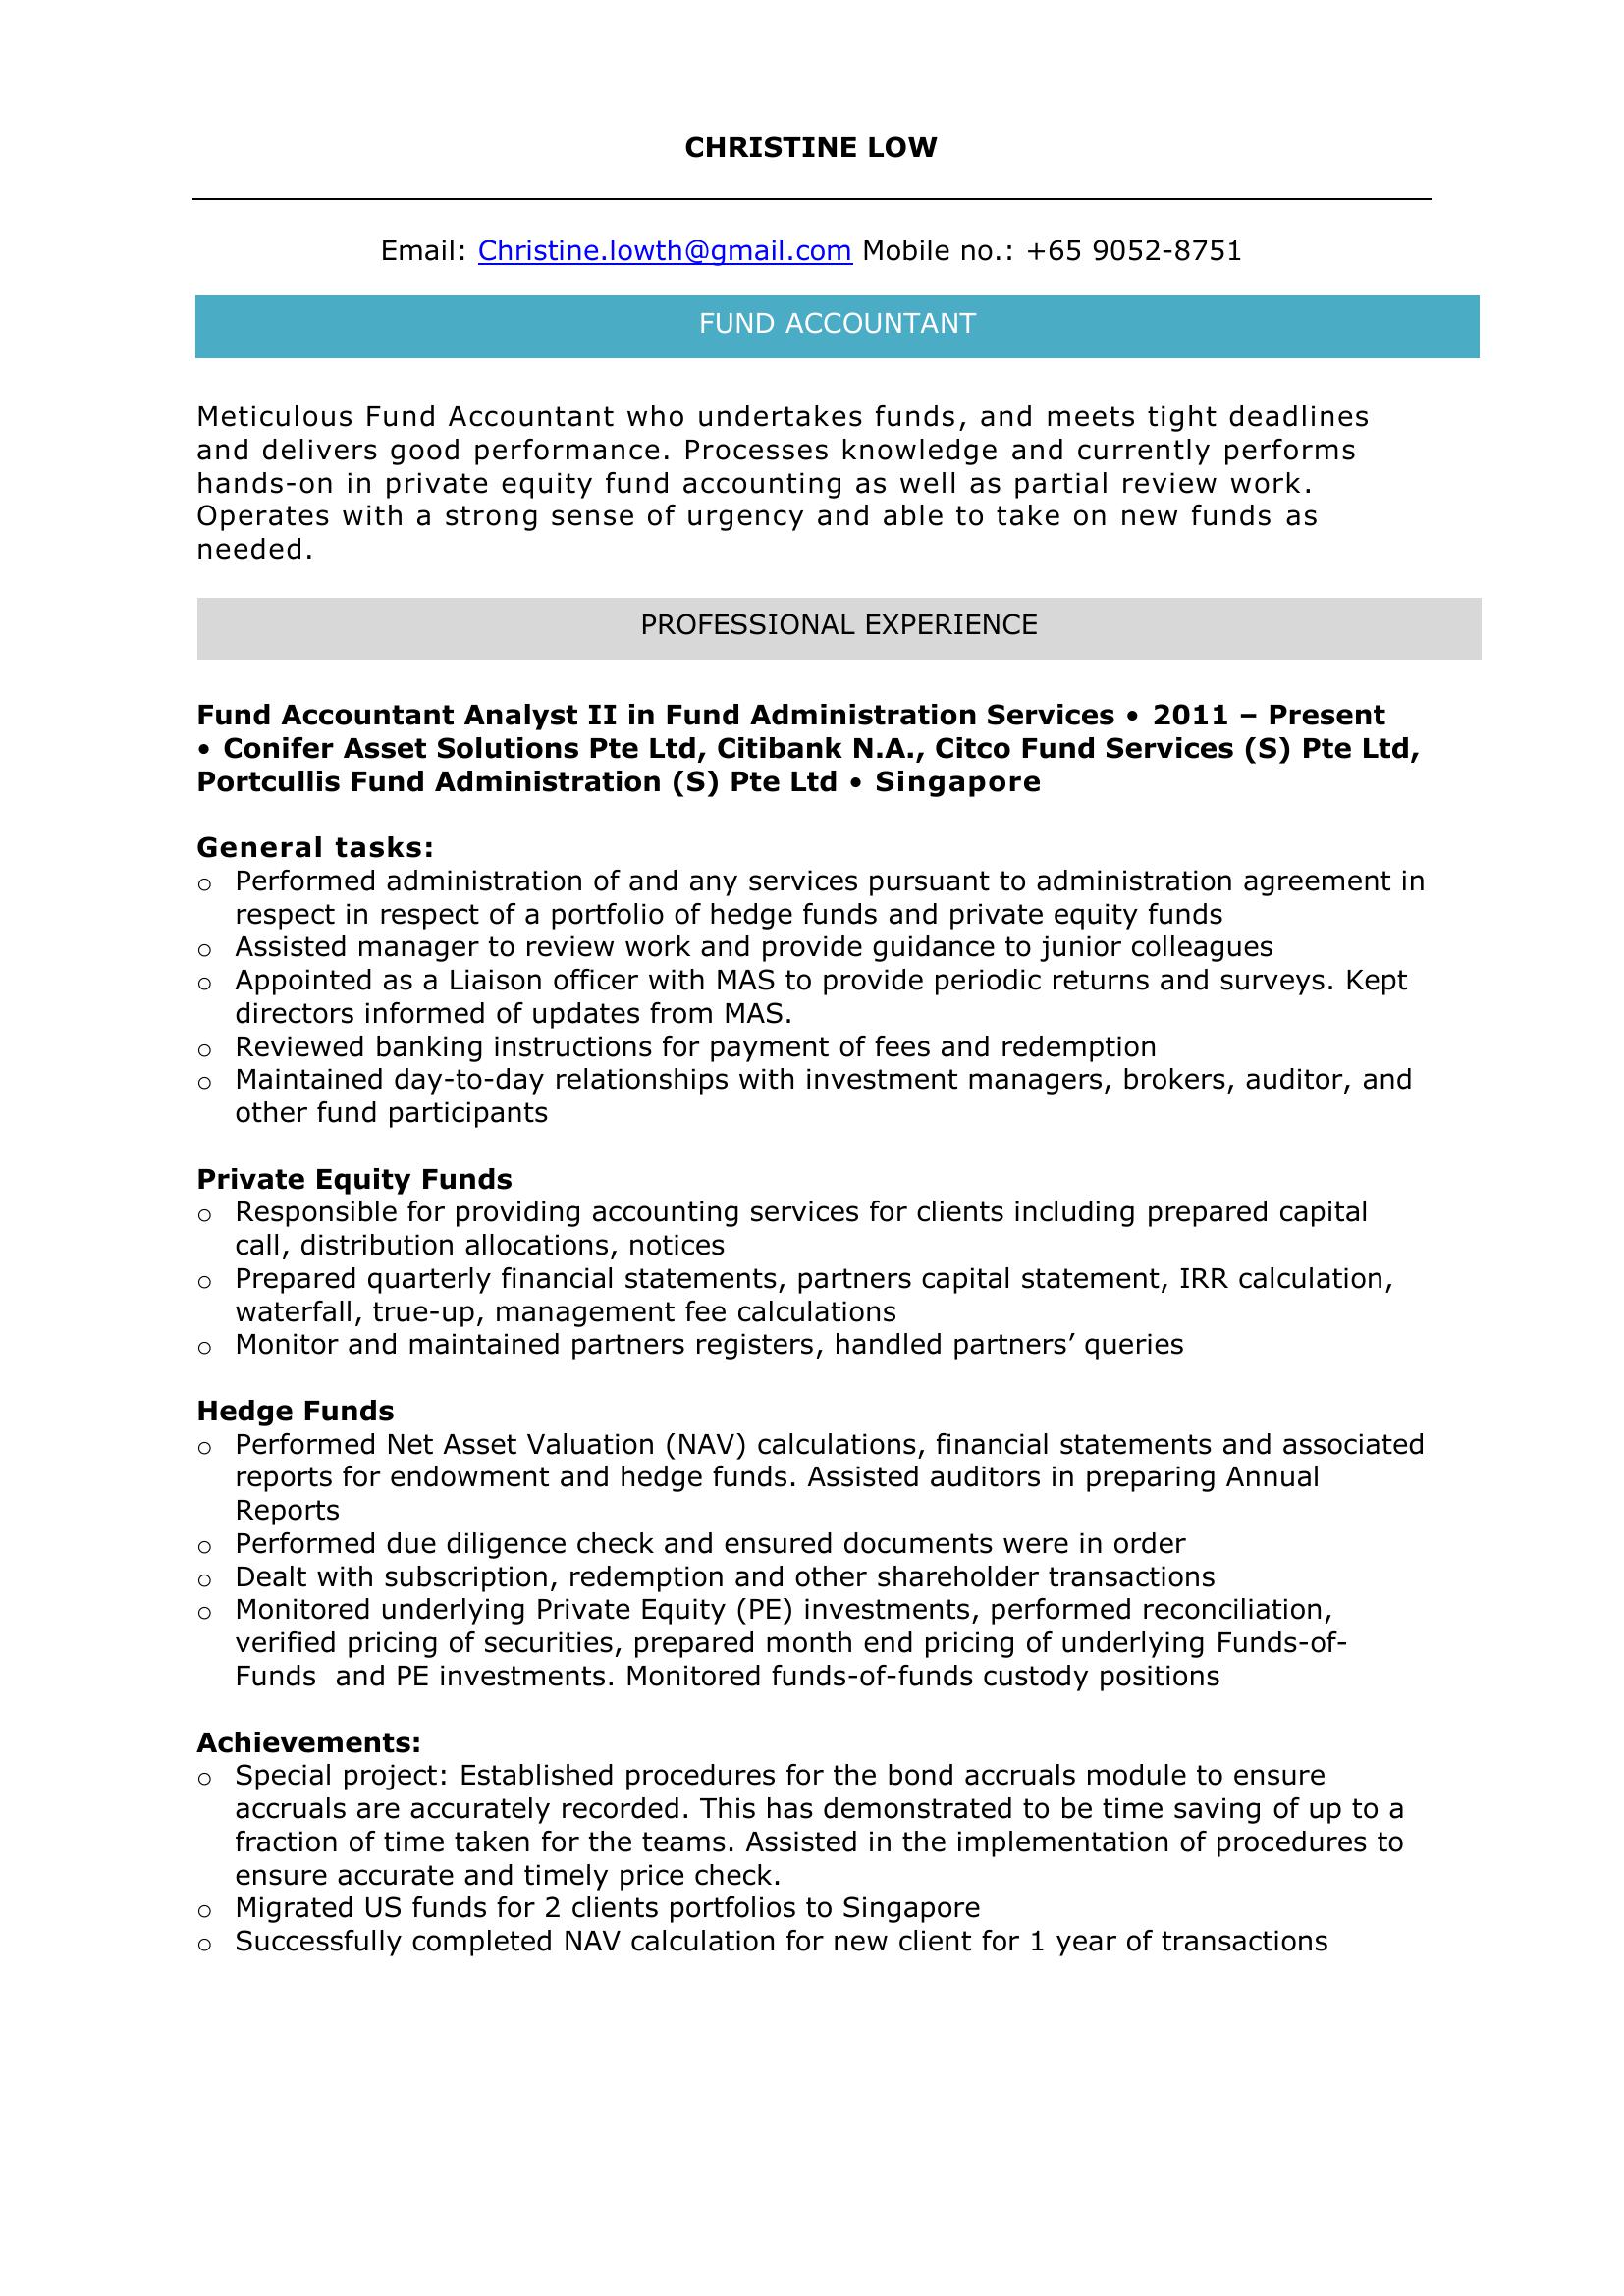 CHRISTINE LOW
Email: Christine.lowth@gmail.com Mobile no.: +65 9052-8751
FUND ACCOUNTANT
Meticulous Fund Accountant who undertakes funds, and meets tight deadlines
and delivers good performance. Processes knowledge and currently performs
hands-on in private equity fund accounting as well as partial review work.
Operates with a strong sense of urgency and able to take on new funds as
needed.
PROFESSIONAL EXPERIENCE
Fund Accountant Analyst II in Fund Administration Services • 2011 – Present
• Conifer Asset Solutions Pte Ltd, Citibank N.A., Citco Fund Services (S) Pte Ltd,
Portcullis Fund Administration (S) Pte Ltd • Singapore
General tasks:
o Performed administration of and any services pursuant to administration agreement in
respect in respect of a portfolio of hedge funds and private equity funds
o Assisted manager to review work and provide guidance to junior colleagues
o Appointed as a Liaison officer with MAS to provide periodic returns and surveys. Kept
directors informed of updates from MAS.
o Reviewed banking instructions for payment of fees and redemption
o Maintained day-to-day relationships with investment managers, brokers, auditor, and
other fund participants
Private Equity Funds
o Responsible for providing accounting services for clients including prepared capital
call, distribution allocations, notices
o Prepared quarterly financial statements, partners capital statement, IRR calculation,
waterfall, true-up, management fee calculations
o Monitor and maintained partners registers, handled partners’ queries
Hedge Funds
o Performed Net Asset Valuation (NAV) calculations, financial statements and associated
reports for endowment and hedge funds. Assisted auditors in preparing Annual
Reports
o Performed due diligence check and ensured documents were in order
o Dealt with subscription, redemption and other shareholder transactions
o Monitored underlying Private Equity (PE) investments, performed reconciliation,
verified pricing of securities, prepared month end pricing of underlying Funds-of-
Funds  and PE investments. Monitored funds-of-funds custody positions
Achievements:
o Special project: Established procedures for the bond accruals module to ensure
accruals are accurately recorded. This has demonstrated to be time saving of up to a
fraction of time taken for the teams. Assisted in the implementation of procedures to
ensure accurate and timely price check.
o Migrated US funds for 2 clients portfolios to Singapore
o Successfully completed NAV calculation for new client for 1 year of transactions